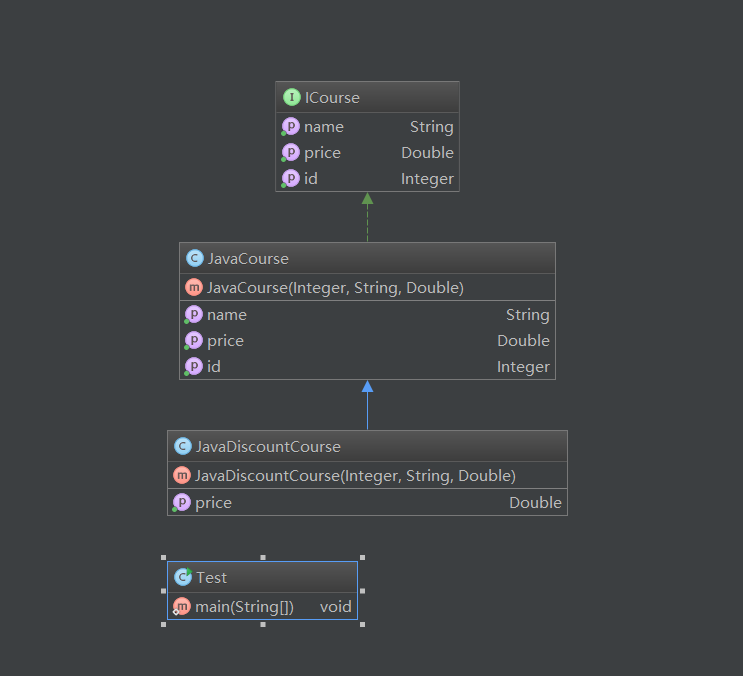 I ICourse
p name String
p price Double
p id Integer
C JavaCourse
m JavaCourse(Integer, String, Double)
p name String
p price Double
p id Integer
C JavaDiscountCourse
m JavaDiscountCourse(Integer, String, Double)
p price Double
C Test
m main(String[]) void